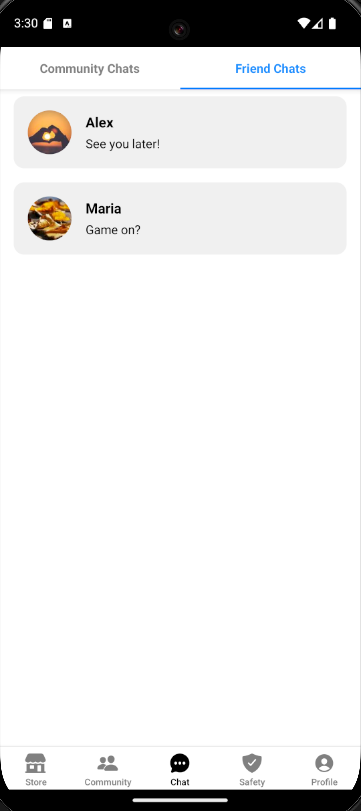 3:30
Community Chats
Friend Chats
Alex
See you later!
Maria
Game on?
Store
Community
Chat
Safety
Profile